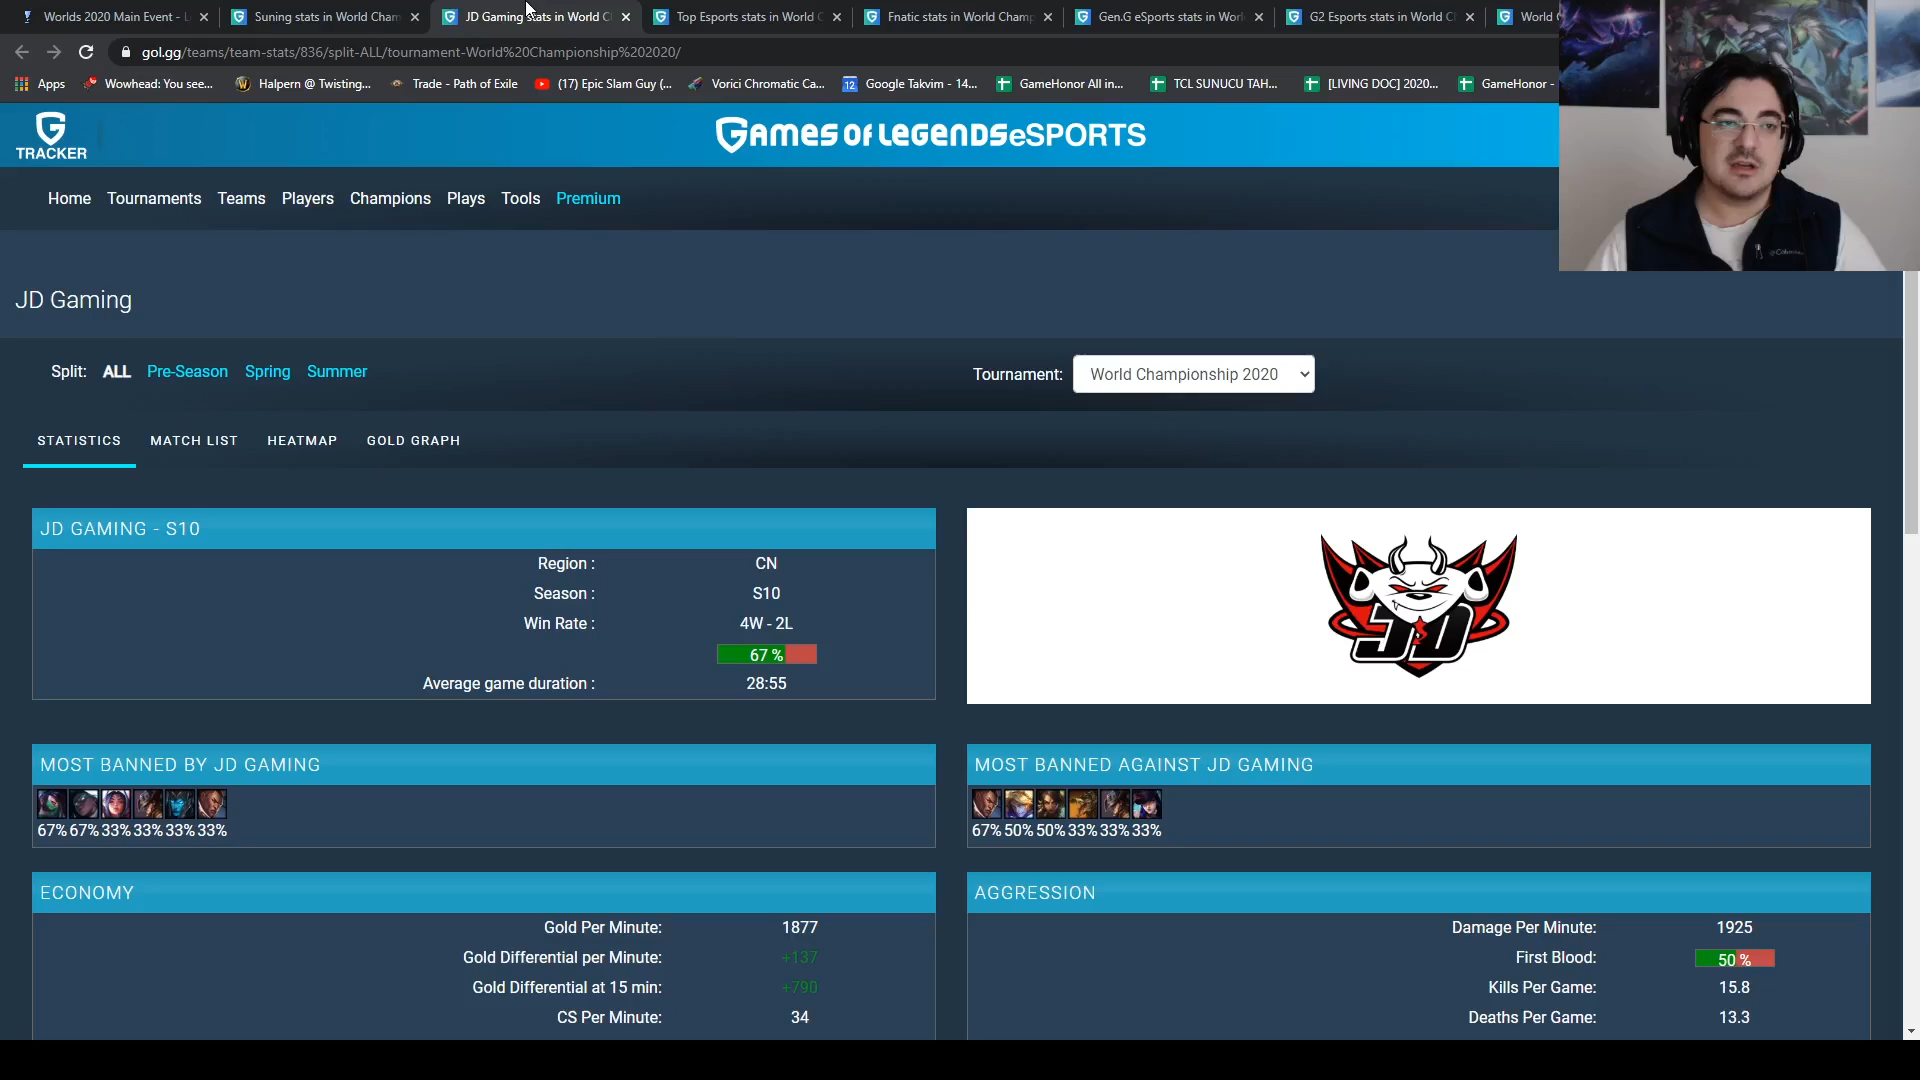 Worlds 2020 Main Event - L
Suning stats in World Cham
JD Gaming stats in World C
Top Esports stats in World C
Fnatic stats in World Champ
Gen.G eSports stats in Worl
G2 Esports stats in World C
World C
gol.gg/teams/team-stats/836/split-ALL/tournament-World%20Championship%202020/
Apps
Wowhead: You see...
Halpern @ Twisting...
Trade - Path of Exile
(17) Epic Slam Guy (...
Vorici Chromatic Ca...
12
Google Takvim - 14...
GameHonor All in...
TCL SUNUCU TAH...
[LIVING DOC] 2020...
GameHonor -
TRACKER
GAMES OF LEGENDS eSPORTS
Home Tournaments Teams Players Champions Plays Tools Premium
Columbia
JD Gaming
Split: ALL Pre-Season Spring Summer
Tournament: World Championship 2020
STATISTICS MATCH LIST HEATMAP GOLD GRAPH
JD GAMING - S10
Region : CN
Season : S10
Win Rate : 4W - 2L
67 %
Average game duration : 28:55
JD
MOST BANNED BY JD GAMING
67% 67% 33% 33% 33% 33%
MOST BANNED AGAINST JD GAMING
67% 50% 50% 33% 33% 33%
ECONOMY
Gold Per Minute: 1877
Gold Differential per Minute: +137
Gold Differential at 15 min: +790
CS Per Minute: 34
AGGRESSION
Damage Per Minute: 1925
First Blood: 50 %
Kills Per Game: 15.8
Deaths Per Game: 13.3